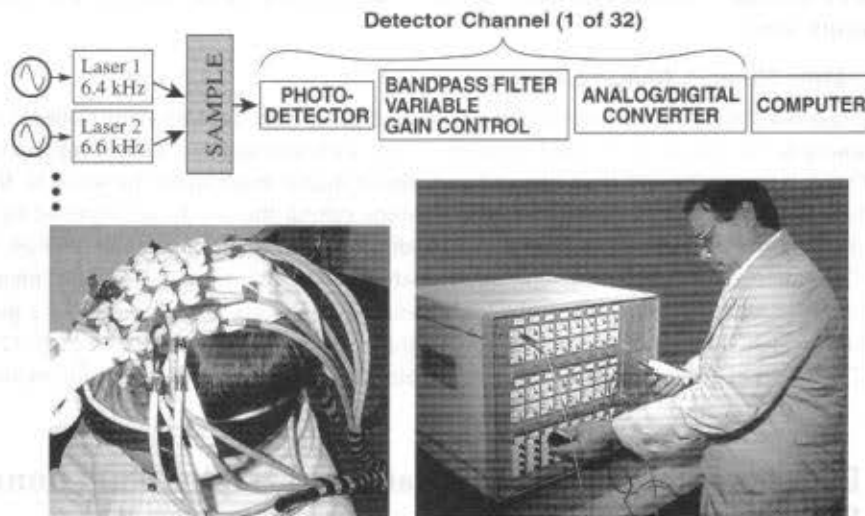 Detector Channel (1 of 32)
Laser 1
6.4 kHz
Laser 2
6.6 kHz
SAMPLE
PHOTO-
DETECTOR
BANDPASS FILTER
VARIABLE
GAIN CONTROL
ANALOG/DIGITAL
CONVERTER
COMPUTER